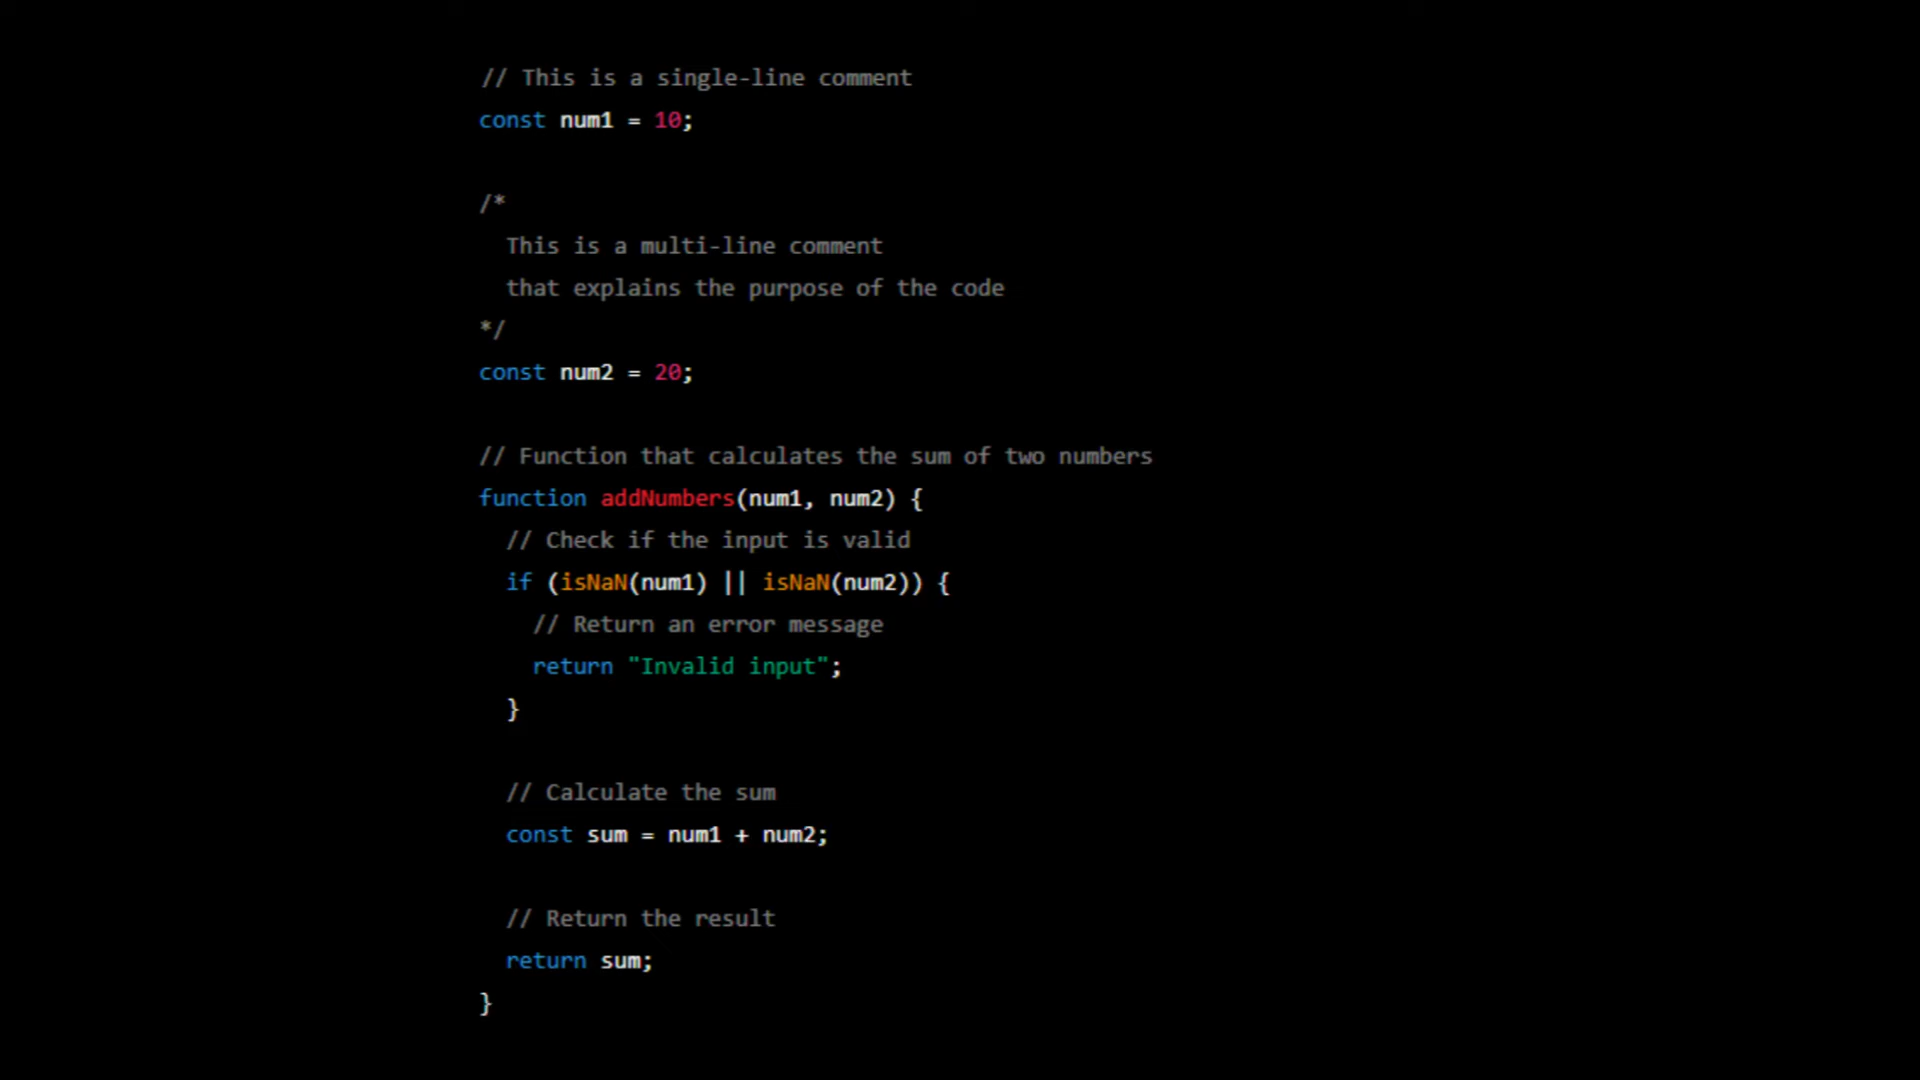 // This is a single-line comment
const num1 = 10;
/*
This is a multi-line comment
that explains the purpose of the code
*/
const num2 = 20;
// Function that calculates the sum of two numbers
function addNumbers(num1, num2) {
// Check if the input is valid
if (isNaN(num1) || isNaN(num2)) {
// Return an error message
return "Invalid input";
}
// Calculate the sum
const sum = num1 + num2;
// Return the result
return sum;
}